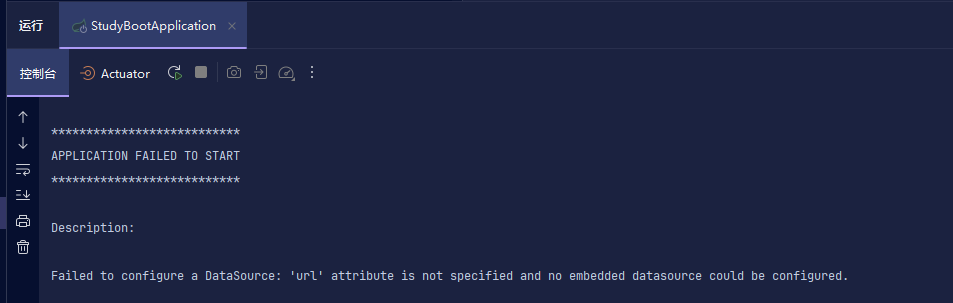 运行
StudyBootApplication
控制台
Actuator
***************************
APPLICATION FAILED TO START
***************************
Description:
Failed to configure a DataSource: 'url' attribute is not specified and no embedded datasource could be configured.